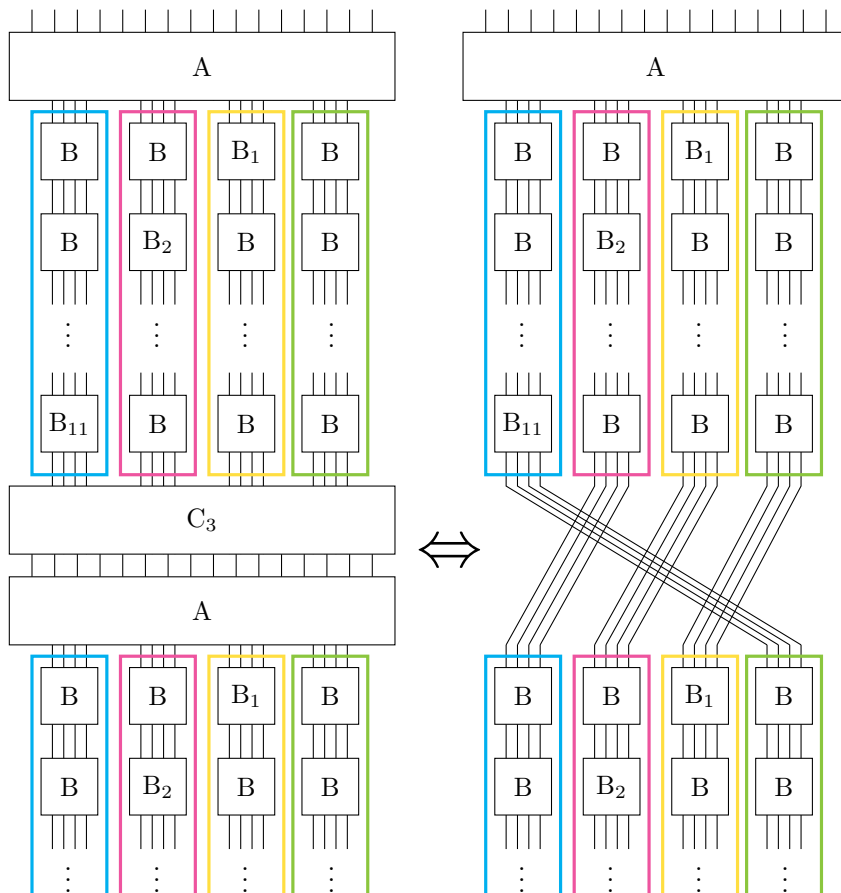 A A
B B B₁ B B B B₁ B
B B₂ B B B B₂ B B
⋮ ⋮ ⋮ ⋮ ⋮ ⋮ ⋮ ⋮
B₁₁ B B B B₁₁ B B B
C₃
⇔
A
B B B₁ B B B B₁ B
B B₂ B B B B₂ B B
⋮ ⋮ ⋮ ⋮ ⋮ ⋮ ⋮ ⋮